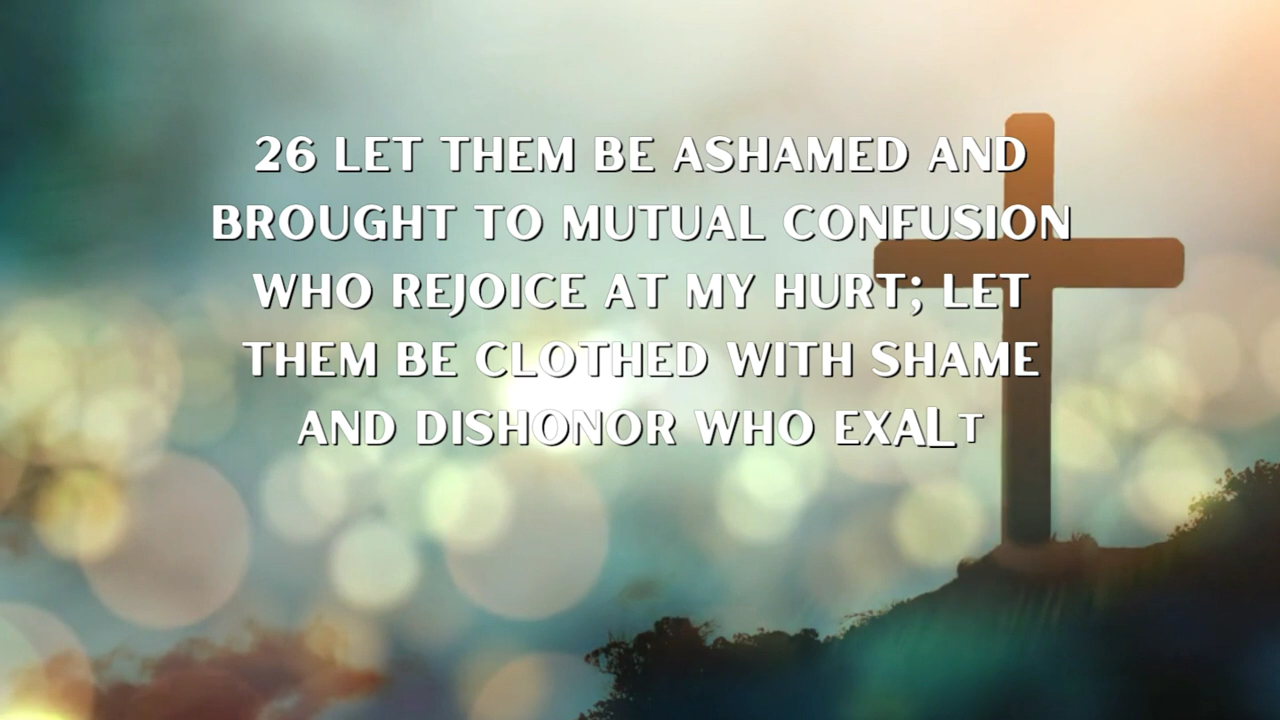 26 LET THEM BE ASHAMED AND
BROUGHT TO MUTUAL CONFUSION
WHO REJOICE AT MY HURT; LET
THEM BE CLOTHED WITH SHAME
AND DISHONOR WHO EXALT